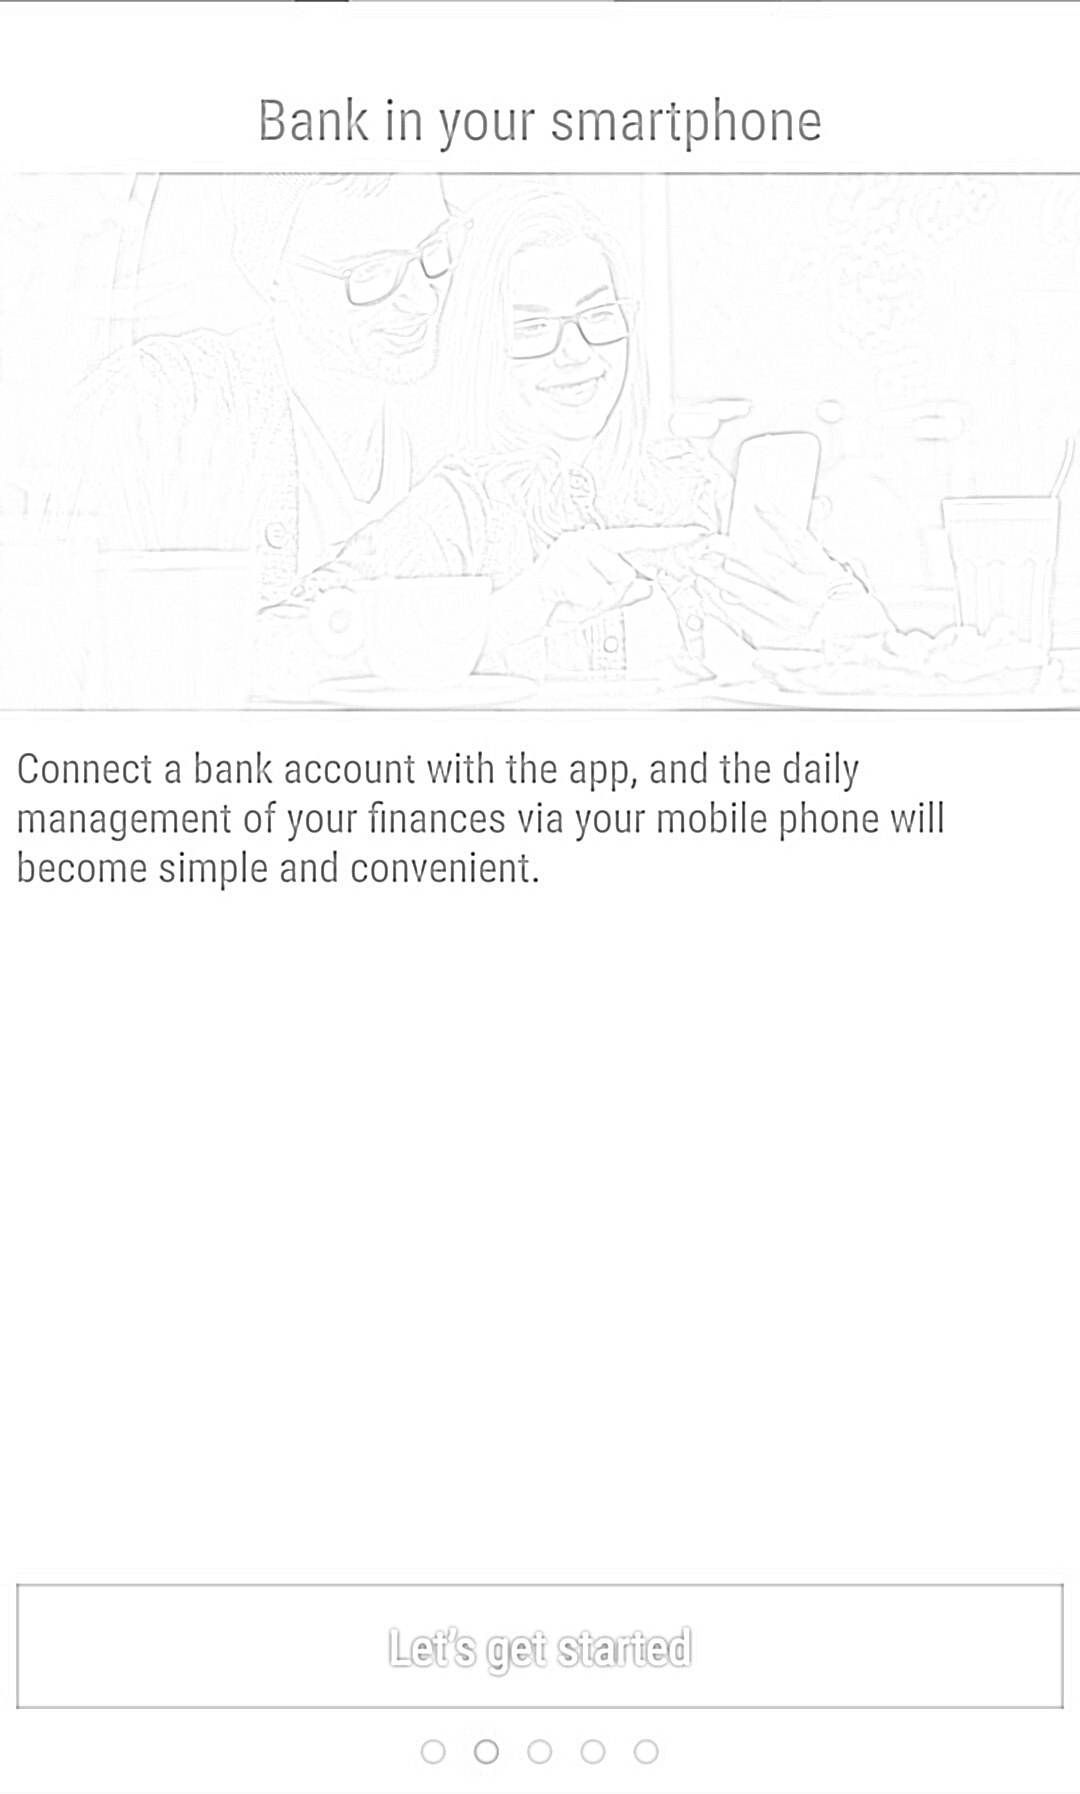 Bank in your smartphone
Connect a bank account with the app, and the daily
management of your finances via your mobile phone will
become simple and convenient.
Let's get started